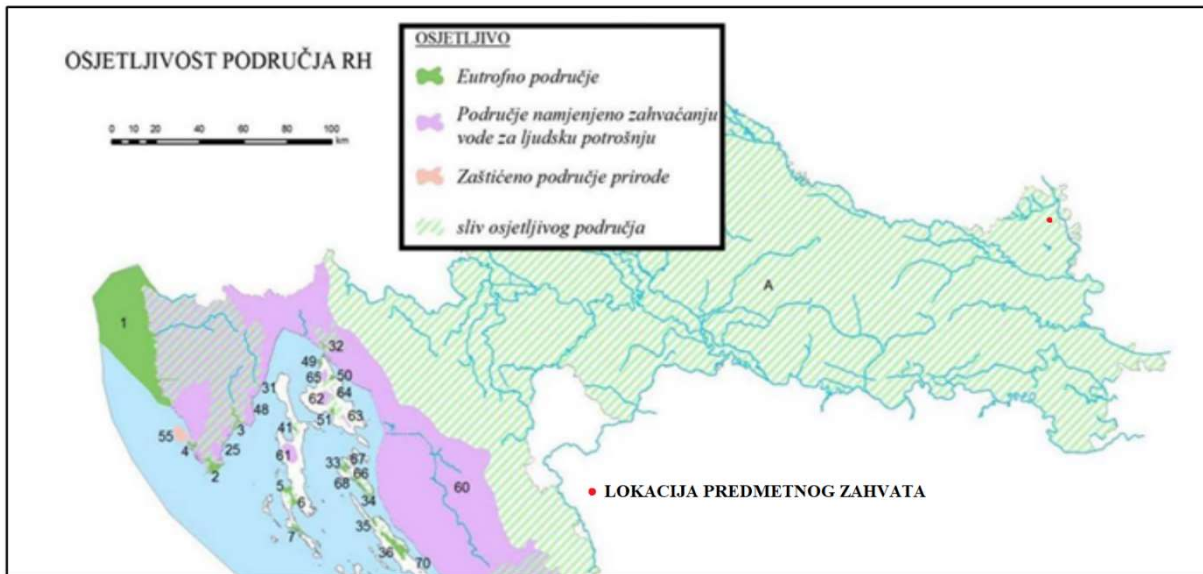 OSJETLJIVOST PODRUČJA RH
0 10 20 40 60 80 100
km
OSJETLJIVO
Eutrofno područje
Područje namjenjeno zahvaćanju
vode za ljudsku potrošnju
Zaštićeno područje prirode
sliv osjetljivog područja
A
1
32
49
65
50
31
62
64
48
51
63
3
55
41
4
25
61
2
33
67
66
5
68
60
6
34
7
35
36
70
LOKACIJA PREDMETNOG ZAHVATA